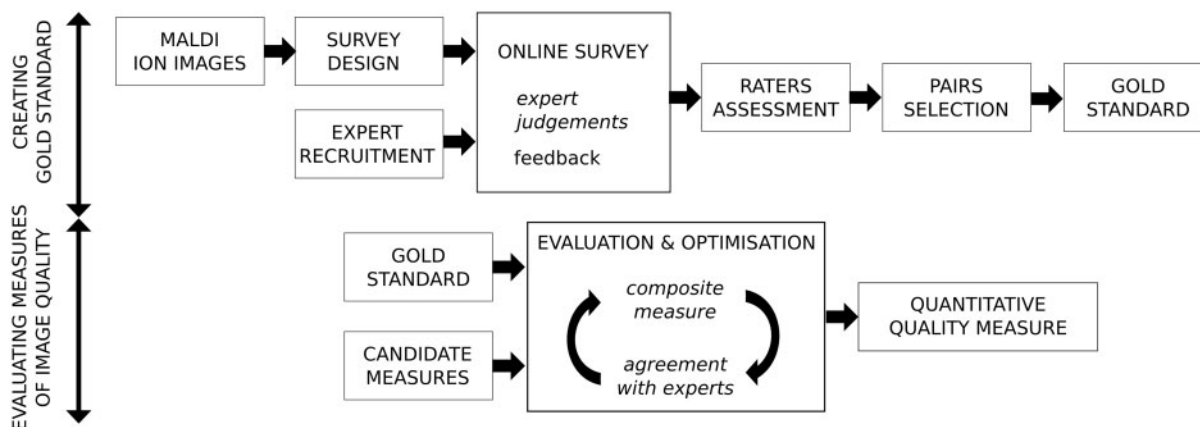 CREATING
GOLD STANDARD
MALDI
ION IMAGES
SURVEY
DESIGN
EXPERT
RECRUITMENT
ONLINE SURVEY
expert
judgements
feedback
RATERS
ASSESSMENT
PAIRS
SELECTION
GOLD
STANDARD
EVALUATING MEASURES
OF IMAGE QUALITY
GOLD
STANDARD
CANDIDATE
MEASURES
EVALUATION & OPTIMISATION
composite
measure
agreement
with experts
QUANTITATIVE
QUALITY MEASURE